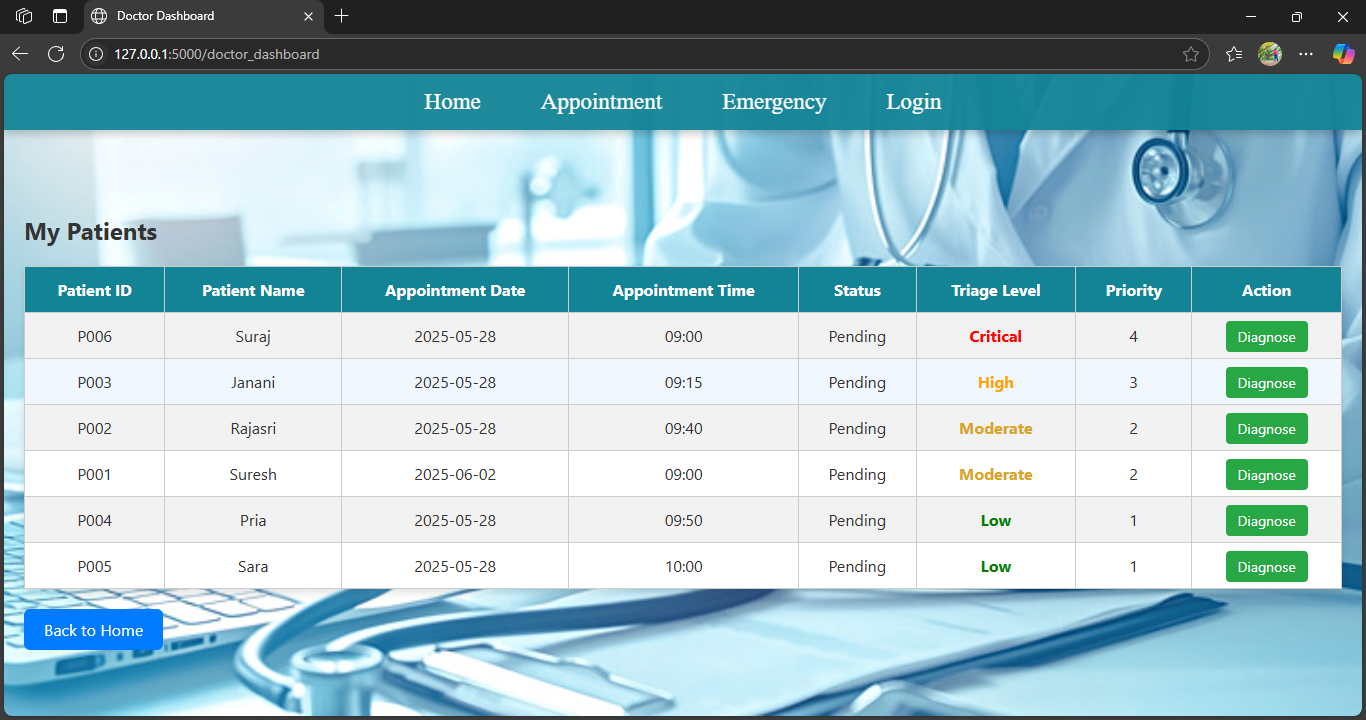 Doctor Dashboard
127.0.0.1:5000/doctor_dashboard
Home Appointment Emergency Login
My Patients
Patient ID Patient Name Appointment Date Appointment Time Status Triage Level Priority Action
P006 Suraj 2025-05-28 09:00 Pending Critical 4 Diagnose
P003 Janani 2025-05-28 09:15 Pending High 3 Diagnose
P002 Rajasri 2025-05-28 09:40 Pending Moderate 2 Diagnose
P001 Suresh 2025-06-02 09:00 Pending Moderate 2 Diagnose
P004 Pria 2025-05-28 09:50 Pending Low 1 Diagnose
P005 Sara 2025-05-28 10:00 Pending Low 1 Diagnose
Back to Home